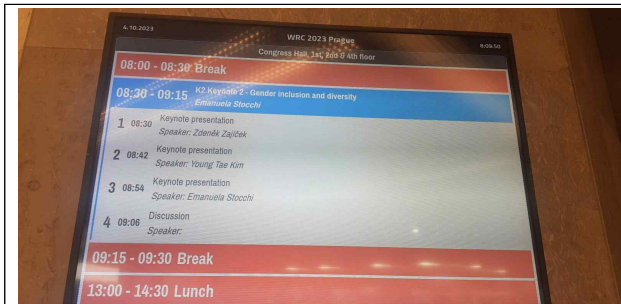 4.10.2023
WRC 2023 Prague
9:09:50
Congress Hall, 1st, 2nd & 4th floor
08:00 - 08:30 Break
08:30 - 09:15 K2 Keynote 2 - Gender inclusion and diversity
Emanuela Stocchi
1 08:30 Keynote presentation
Speaker: Zdeněk Zajíček
2 08:42 Keynote presentation
Speaker: Young Tae Kim
3 08:54 Keynote presentation
Speaker: Emanuela Stocchi
4 09:06 Discussion
Speaker:
09:15 - 09:30 Break
13:00 - 14:30 Lunch